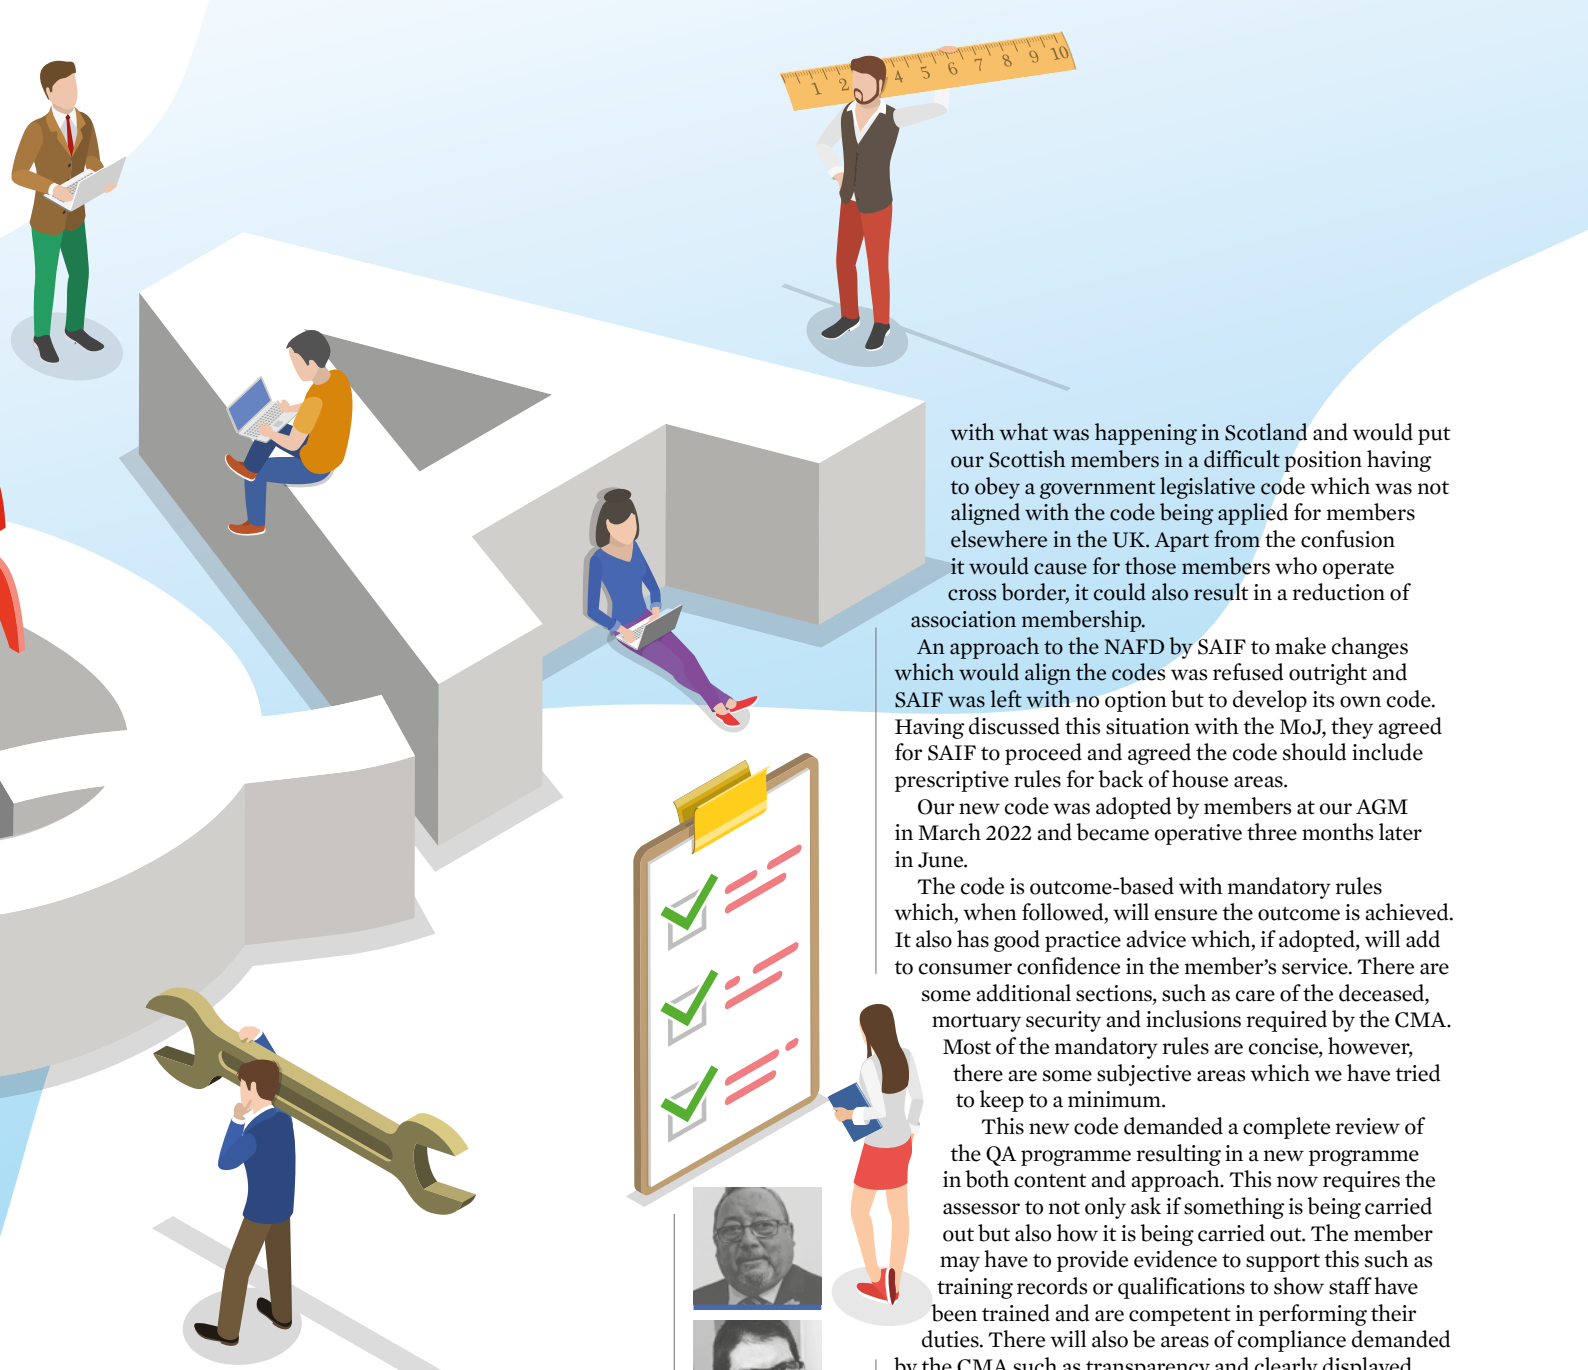 1 2 4 5 6 7 8 9 10
with what was happening in Scotland and would put
our Scottish members in a difficult position having
to obey a government legislative code which was not
aligned with the code being applied for members
elsewhere in the UK. Apart from the confusion
it would cause for those members who operate
cross border, it could also result in a reduction of
association membership.
An approach to the NAFD by SAIF to make changes
which would align the codes was refused outright and
SAIF was left with no option but to develop its own code.
Having discussed this situation with the MoJ, they agreed
for SAIF to proceed and agreed the code should include
prescriptive rules for back of house areas.
Our new code was adopted by members at our AGM
in March 2022 and became operative three months later
in June.
The code is outcome-based with mandatory rules
which, when followed, will ensure the outcome is achieved.
It also has good practice advice which, if adopted, will add
to consumer confidence in the member’s service. There are
some additional sections, such as care of the deceased,
mortuary security and inclusions required by the CMA.
Most of the mandatory rules are concise, however,
there are some subjective areas which we have tried
to keep to a minimum.
This new code demanded a complete review of
the QA programme resulting in a new programme
in both content and approach. This now requires the
assessor to not only ask if something is being carried
out but also how it is being carried out. The member
may have to provide evidence to support this such as
training records or qualifications to show staff have
been trained and are competent in performing their
duties. There will also be areas of compliance demanded
by the CMA such as transparency and clearly displayed